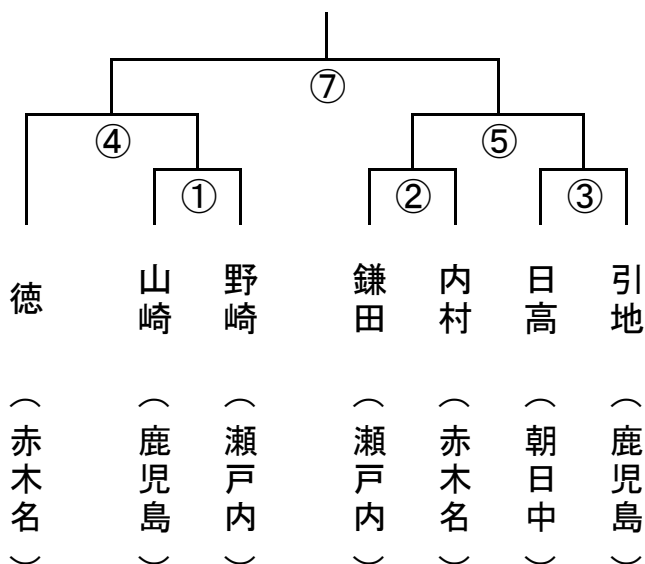 ⑦
④
⑤
①
②
③
徳
(赤木名)
山崎
(鹿児島)
野崎
(瀬戸内)
鎌田
(瀬戸内)
内村
(赤木名)
日高
(朝日中)
引地
(鹿児島)